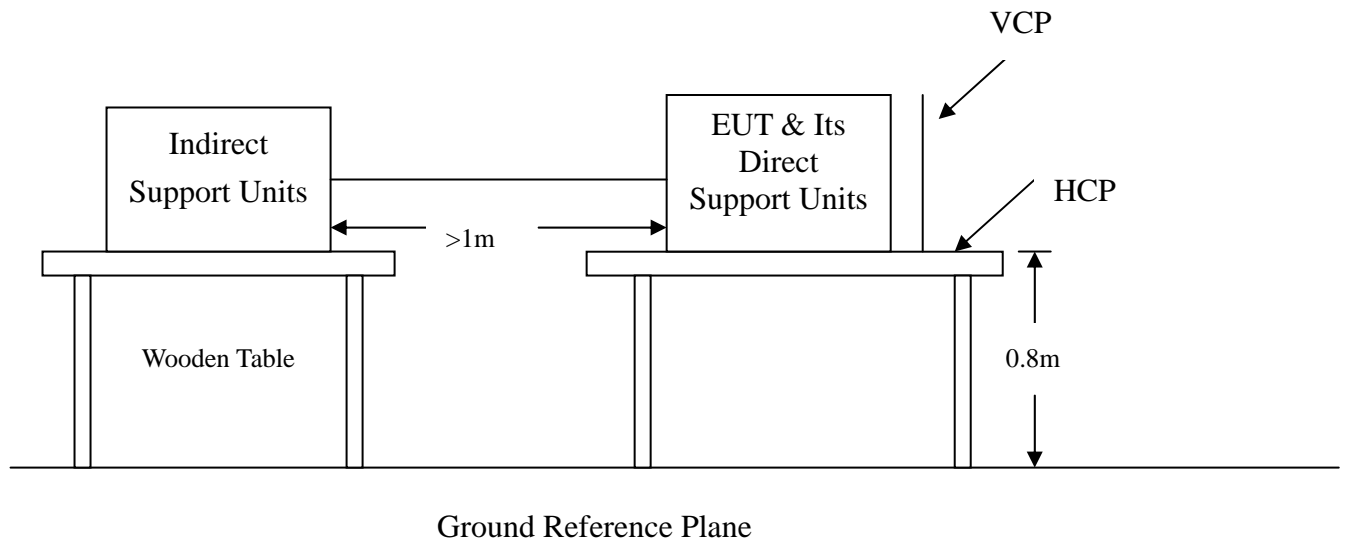 VCP
Indirect
Support Units
EUT & Its
Direct
Support Units
HCP
>1m
Wooden Table
0.8m
Ground Reference Plane